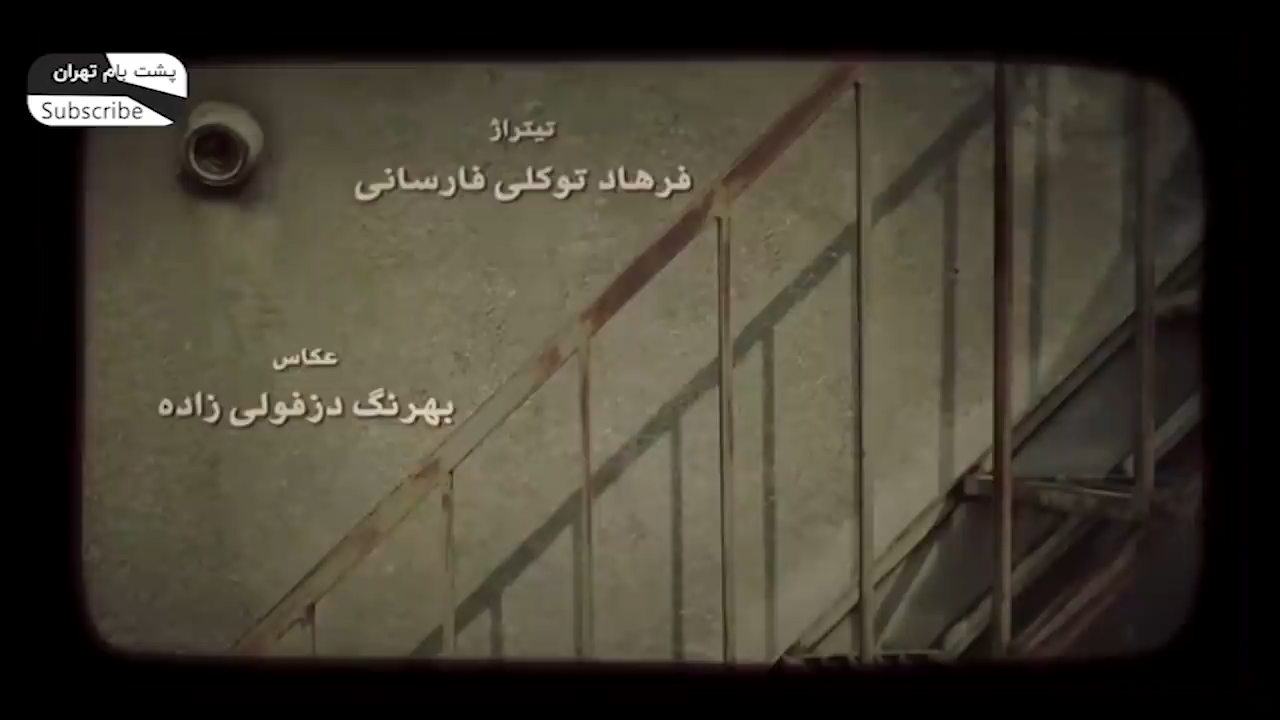 پشت بام تهران
Subscribe
تیتراژ
فرهاد توکلی فارسانی
عکاس
بهرنگ دزفولی زاده